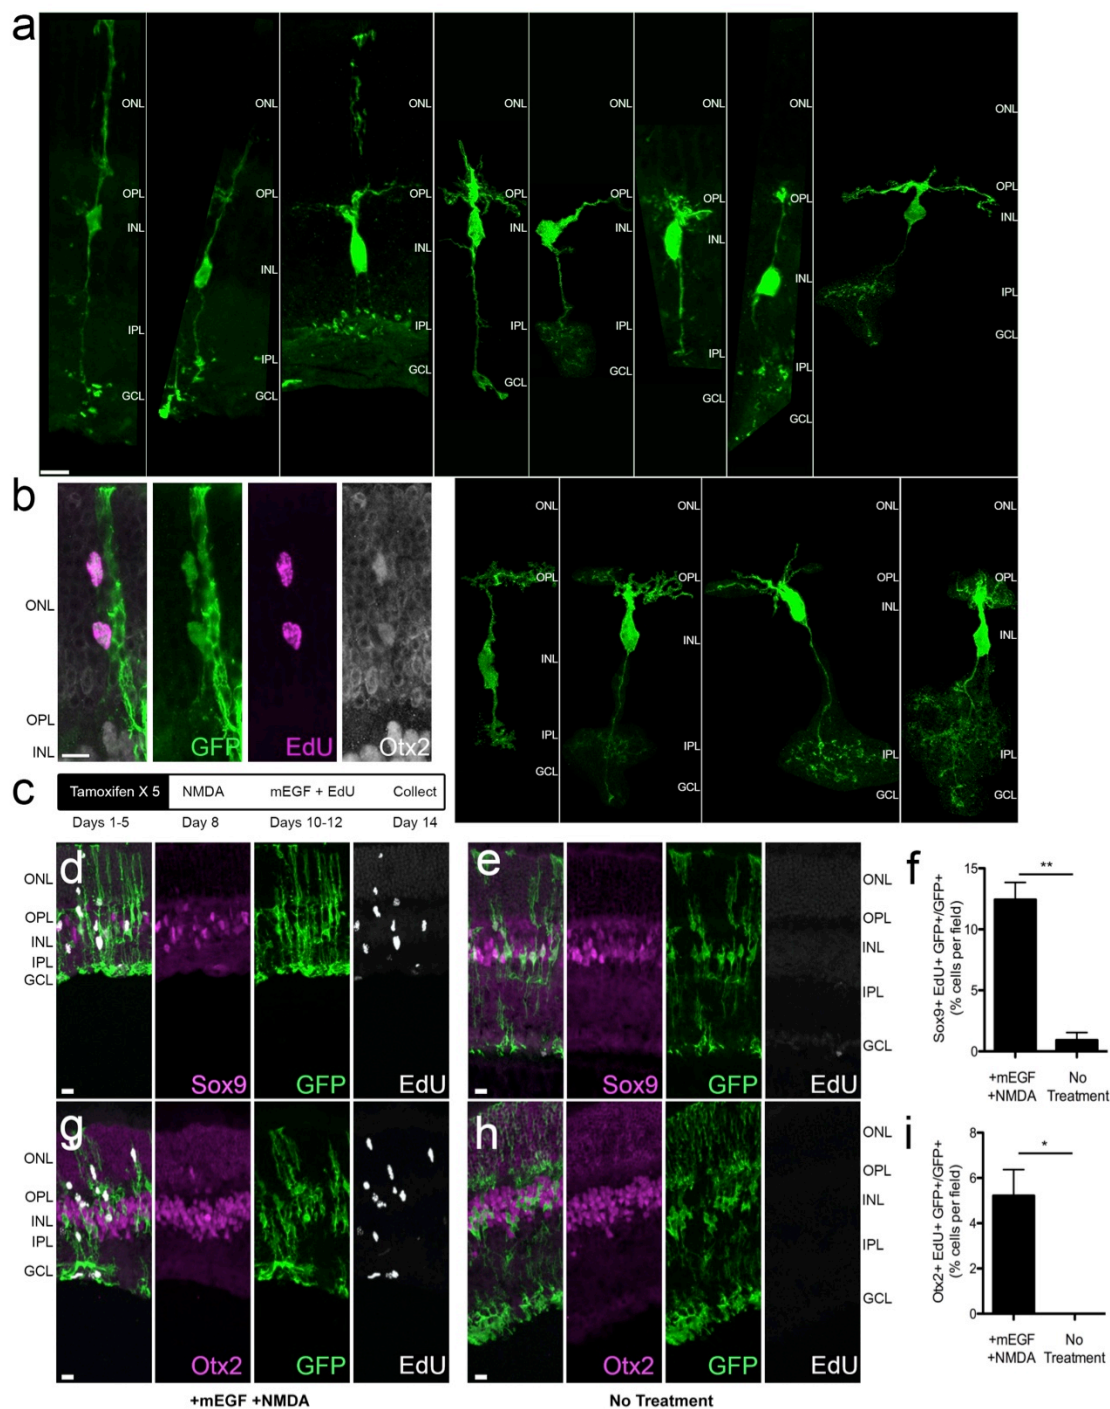 a
ONL
OPL
INL
IPL
GCL
ONL
OPL
INL
IPL
GCL
ONL
OPL
INL
IPL
GCL
ONL
OPL
INL
IPL
GCL
ONL
OPL
INL
IPL
GCL
ONL
OPL
INL
IPL
GCL
ONL
OPL
INL
IPL
GCL
ONL
OPL
INL
IPL
GCL
ONL
OPL
INL
IPL
GCL
ONL
OPL
INL
IPL
GCL
ONL
OPL
INL
IPL
GCL
ONL
OPL
INL
IPL
GCL
b
ONL
OPL
INL
GFP
EdU
Otx2
c
Tamoxifen X 5 NMDA mEGF + EdU Collect
Days 1-5 Day 8 Days 10-12 Day 14
d
ONL
OPL
INL
IPL
GCL
Sox9
GFP
EdU
e
ONL
OPL
INL
IPL
GCL
Sox9
GFP
EdU
f
Sox9+ EdU+ GFP+/GFP+
(% cells per field)
15
10
5
0
**
+mEGF
+NMDA
No
Treatment
g
ONL
OPL
INL
IPL
GCL
Otx2
GFP
EdU
h
ONL
OPL
INL
IPL
GCL
Otx2
GFP
EdU
i
Otx2+ EdU+ GFP+/GFP+
(% cells per field)
8
6
4
2
0
*
+mEGF
+NMDA
No
Treatment
+mEGF +NMDA
No Treatment